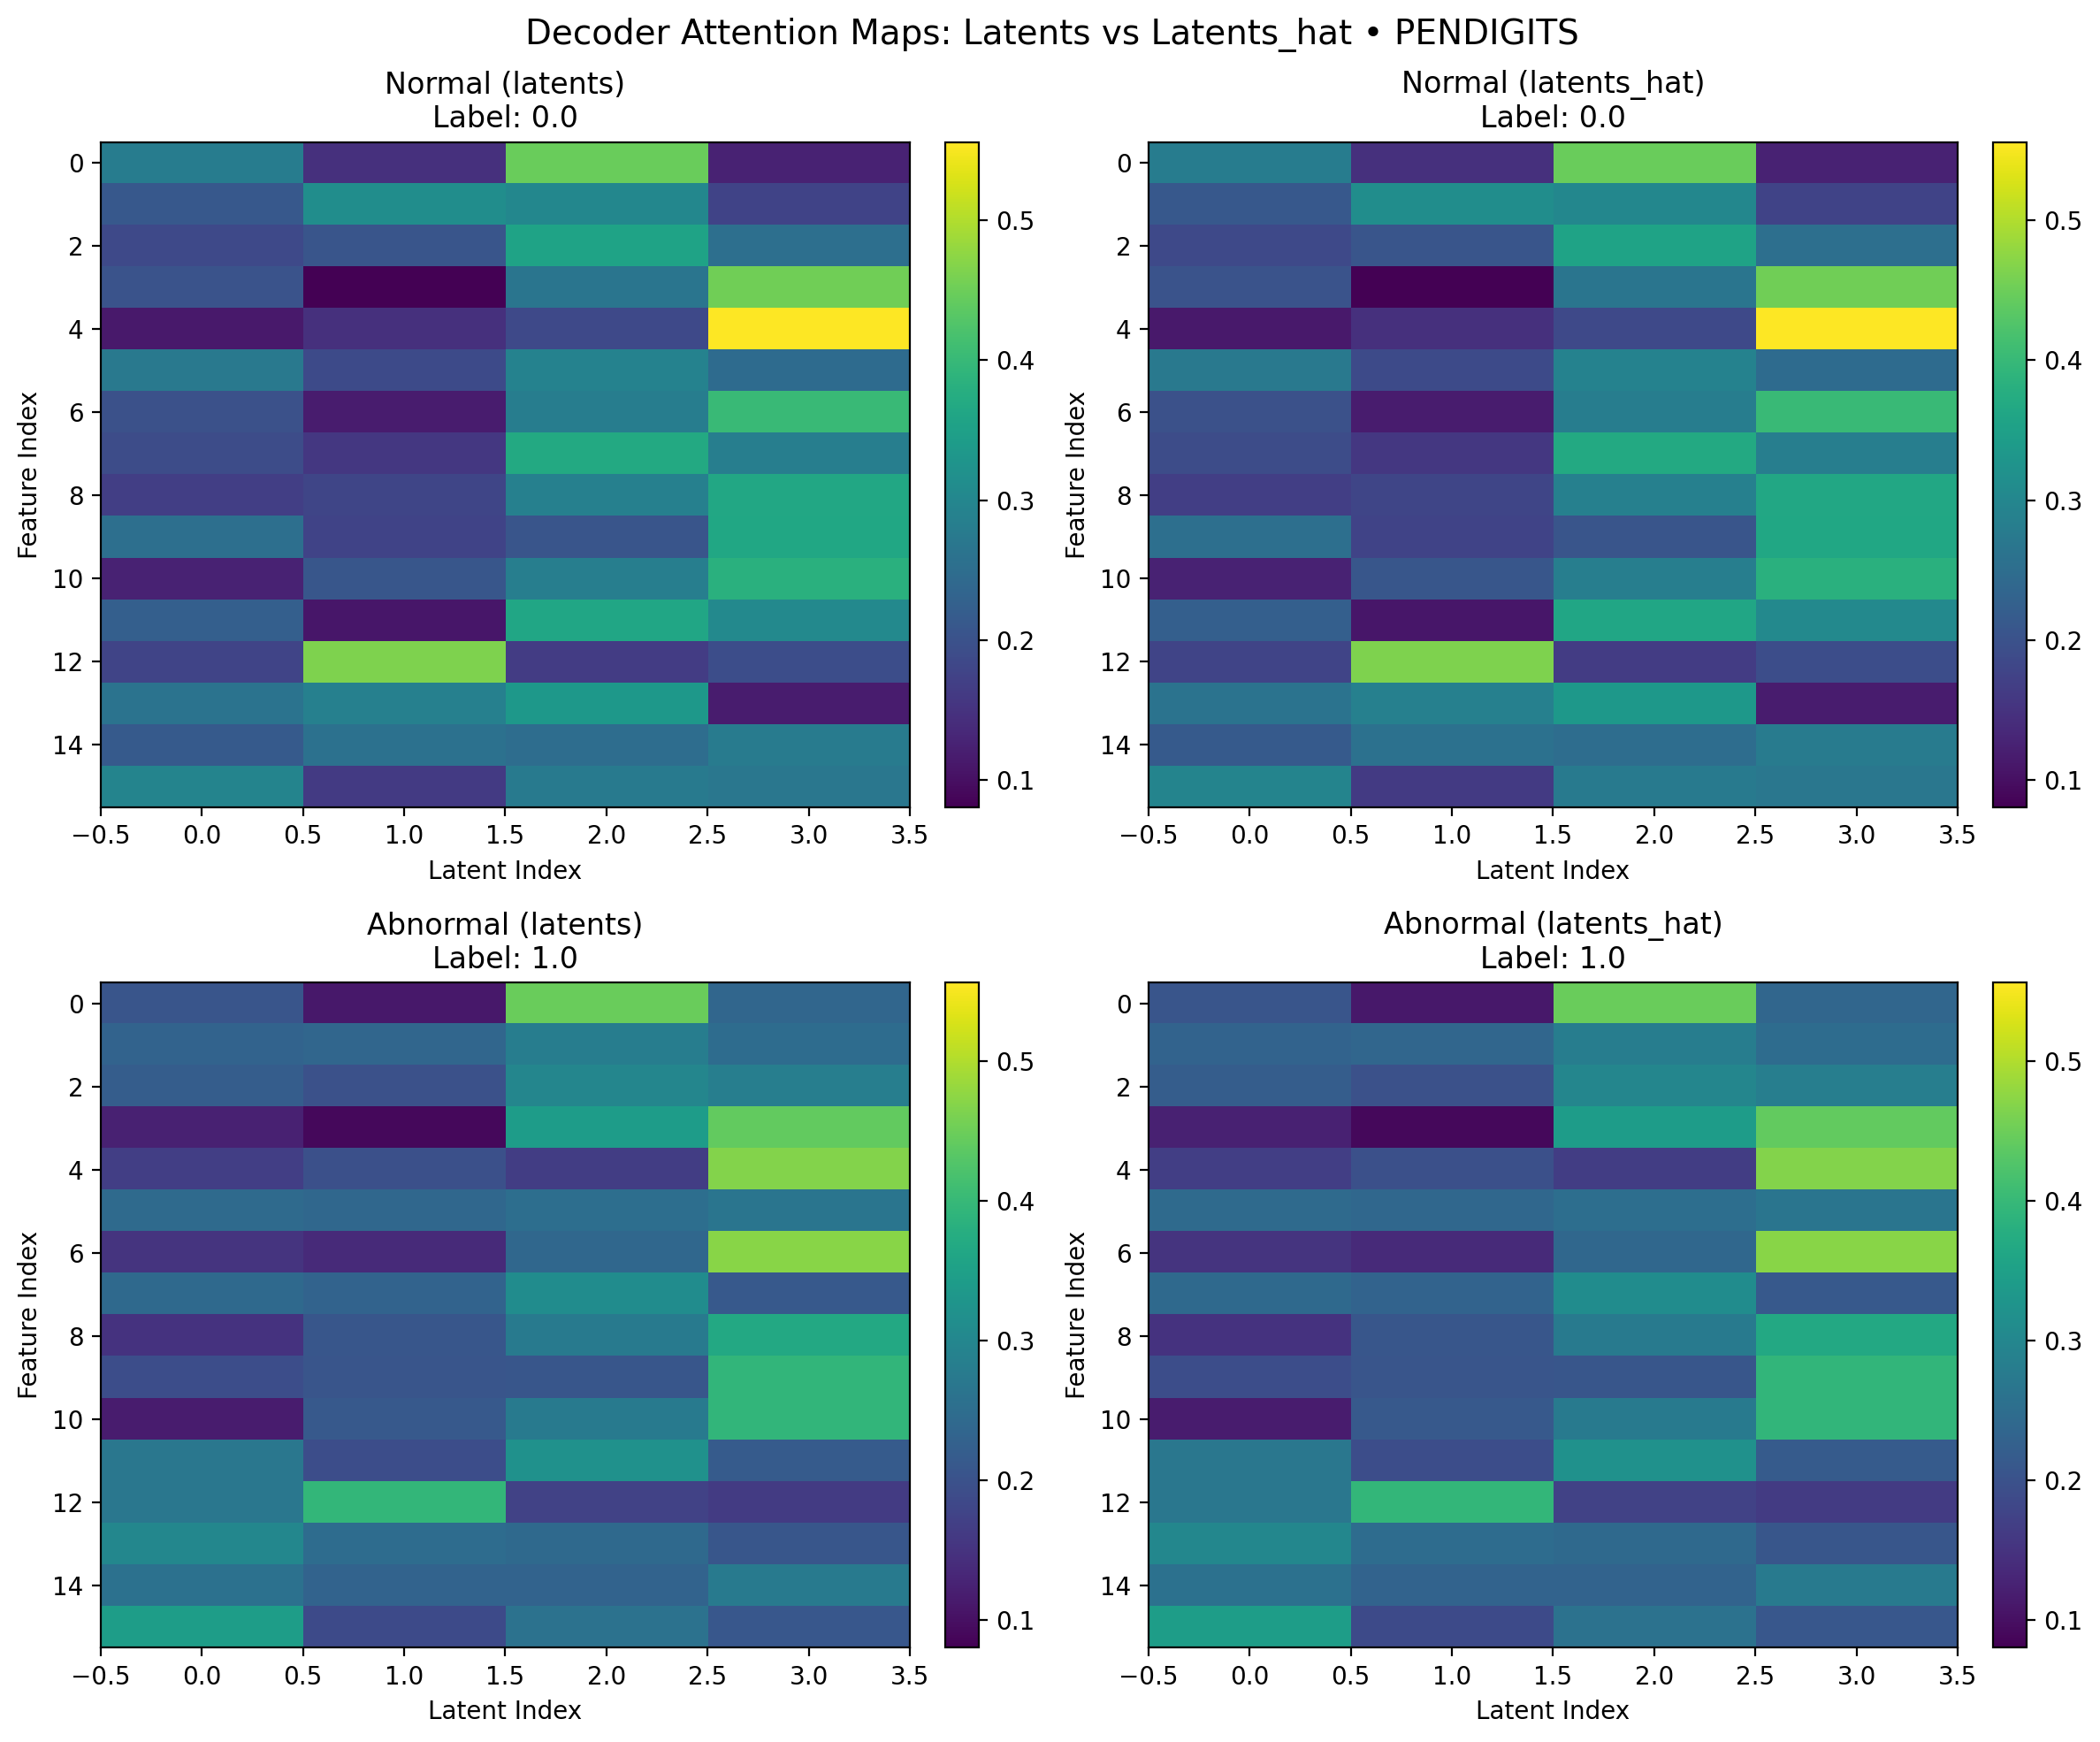 Decoder Attention Maps: Latents vs Latents_hat • PENDIGITS
Normal (latents)
Label: 0.0
0
2
4
6
8
10
12
14
Feature Index
−0.5 0.0 0.5 1.0 1.5 2.0 2.5 3.0 3.5
Latent Index
0.5
0.4
0.3
0.2
0.1
Normal (latents_hat)
Label: 0.0
0
2
4
6
8
10
12
14
Feature Index
−0.5 0.0 0.5 1.0 1.5 2.0 2.5 3.0 3.5
Latent Index
0.5
0.4
0.3
0.2
0.1
Abnormal (latents)
Label: 1.0
0
2
4
6
8
10
12
14
Feature Index
−0.5 0.0 0.5 1.0 1.5 2.0 2.5 3.0 3.5
Latent Index
0.5
0.4
0.3
0.2
0.1
Abnormal (latents_hat)
Label: 1.0
0
2
4
6
8
10
12
14
Feature Index
−0.5 0.0 0.5 1.0 1.5 2.0 2.5 3.0 3.5
Latent Index
0.5
0.4
0.3
0.2
0.1